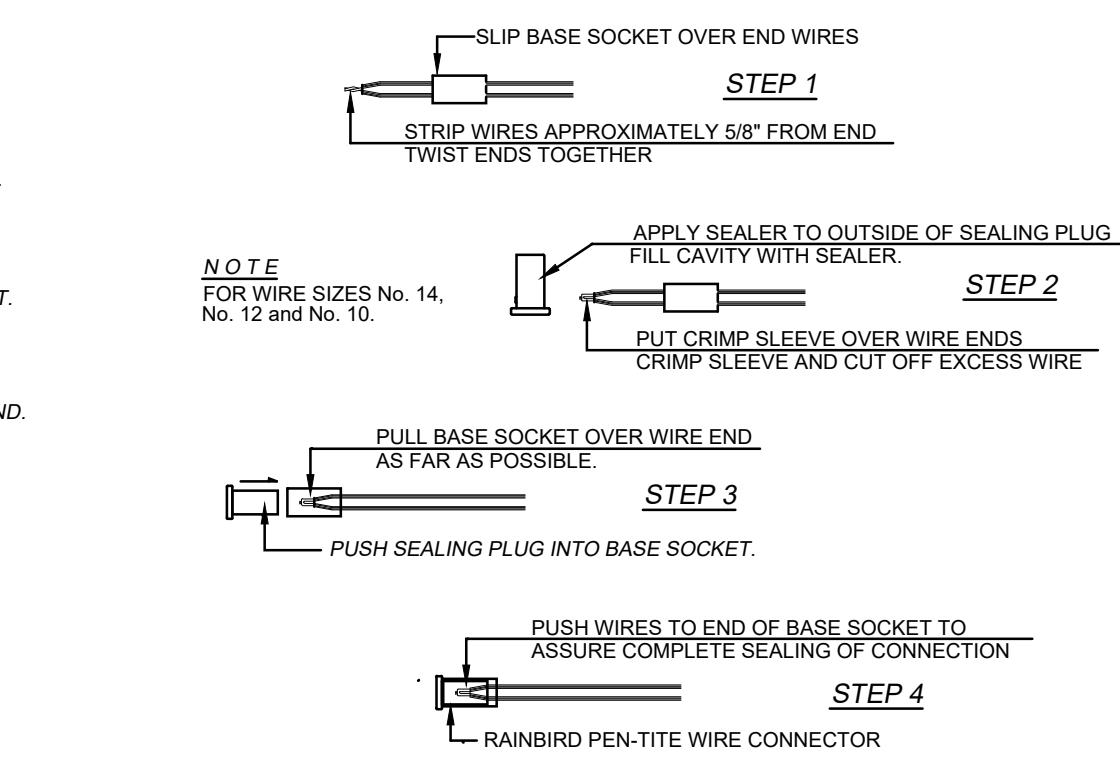 SLIP BASE SOCKET OVER END WIRES
STEP 1
STRIP WIRES APPROXIMATELY 5/8" FROM END
TWIST ENDS TOGETHER
APPLY SEALER TO OUTSIDE OF SEALING PLUG
FILL CAVITY WITH SEALER.
STEP 2
NOTE
FOR WIRE SIZES No. 14,
No. 12 and No. 10.
T.
PUT CRIMP SLEEVE OVER WIRE ENDS
CRIMP SLEEVE AND CUT OFF EXCESS WIRE
ND.
PULL BASE SOCKET OVER WIRE END
AS FAR AS POSSIBLE.
STEP 3
PUSH SEALING PLUG INTO BASE SOCKET.
PUSH WIRES TO END OF BASE SOCKET TO
ASSURE COMPLETE SEALING OF CONNECTION
STEP 4
RAINBIRD PEN-TITE WIRE CONNECTOR